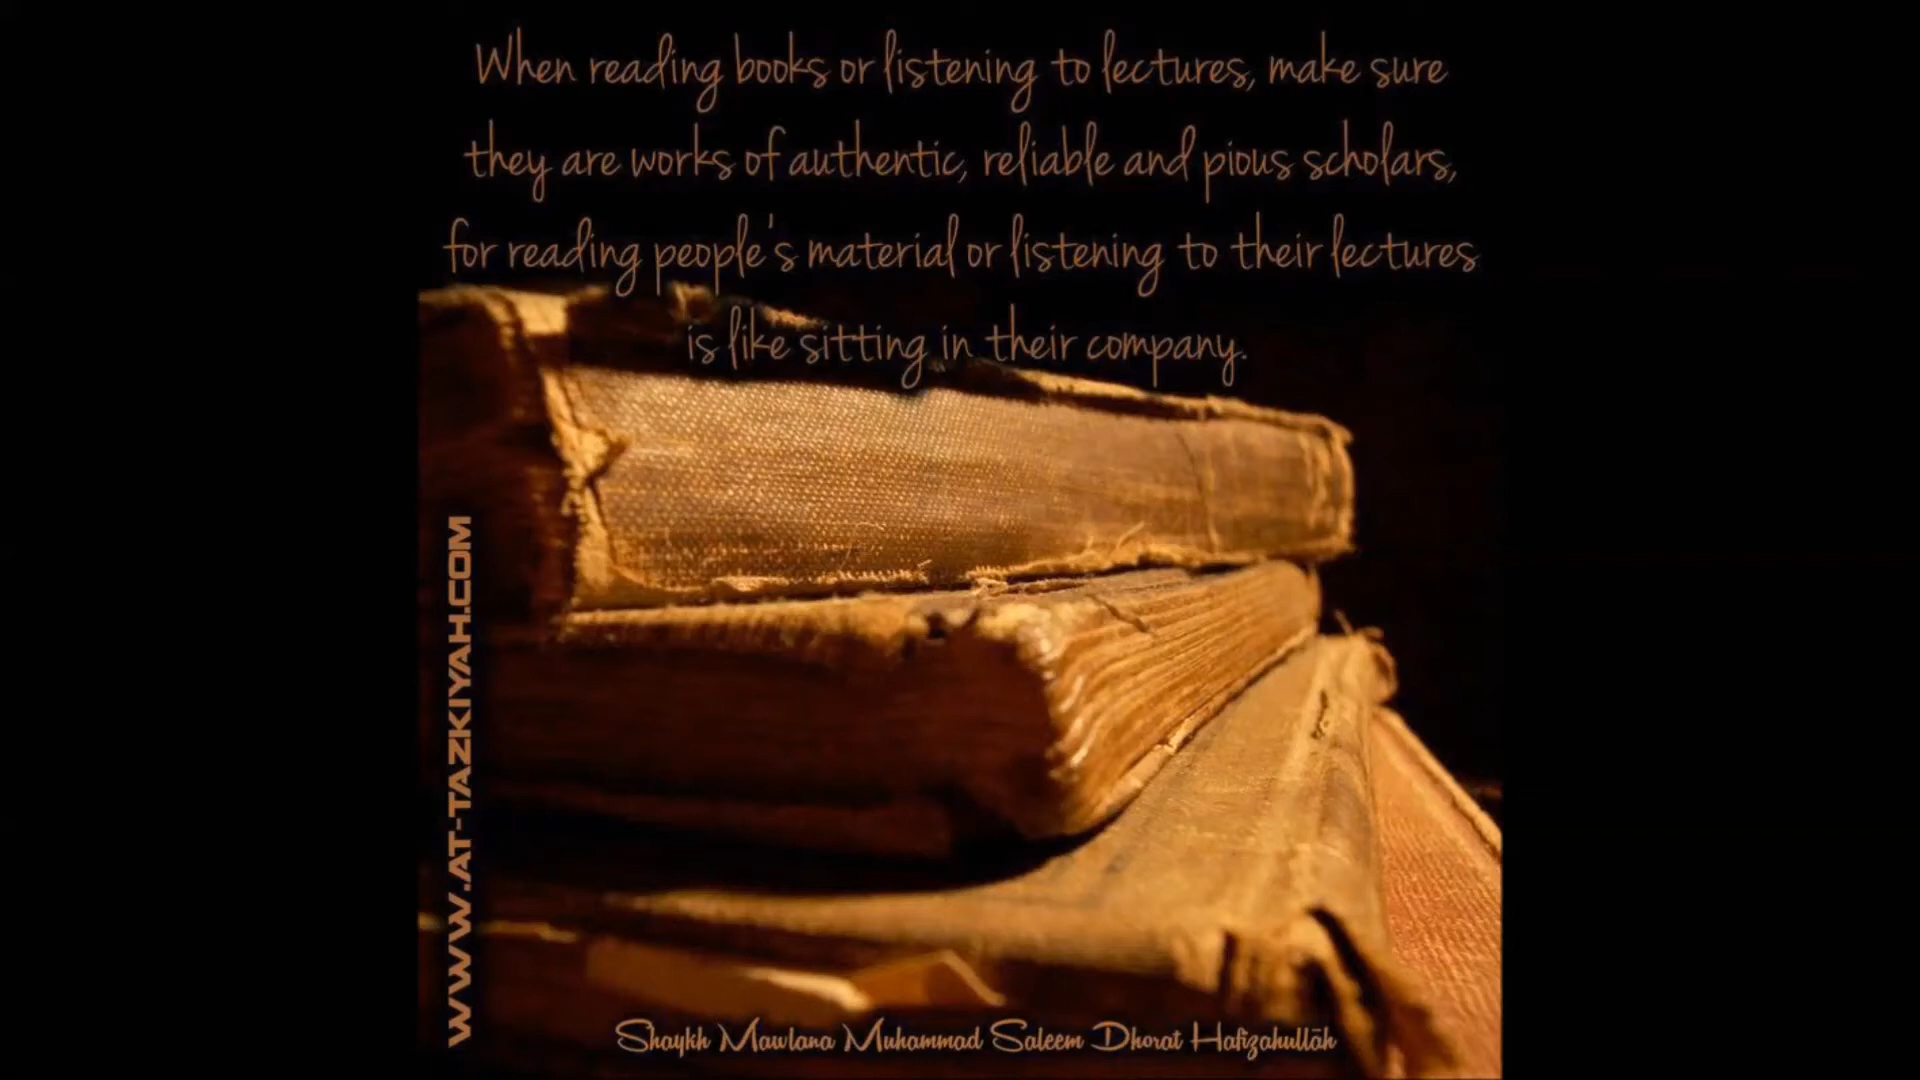 When reading books or listening to lectures, make sure
they are works of authentic, reliable and pious scholars,
for reading people's material or listening to their lectures
is like sitting in their company.
WWW.AT-TAZKIYAH.COM
Shaykh Mawlana Muhammad Saleem Dhorat Hafizahullāh